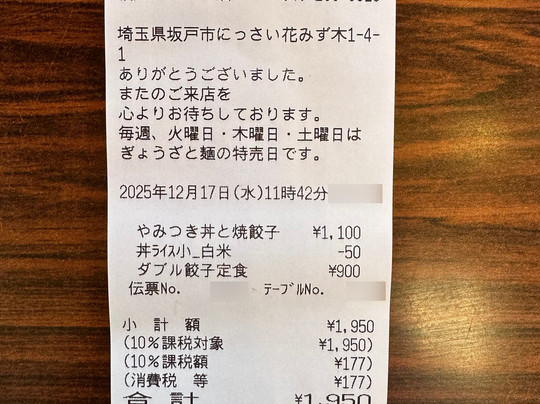 埼玉県坂戸市にっさい花みず木1-4-
1
ありがとうございました。
またのご来店を
心よりお待ちしております。
毎週、火曜日・木曜日・土曜日は
ぎょうざと麺の特売日です。
2025年12月17日(水)11時42分
やみつき丼と焼餃子 ¥1,100
丼ﾗｲｽ小_白米 -50
ダブル餃子定食 ¥900
伝票No. ﾃｰﾌﾞﾙNo.
小 計 額 ¥1,950
(10%課税対象 ¥1,950)
(10%課税額 ¥177)
(消費税 等 ¥177)
合 計 ¥1,950